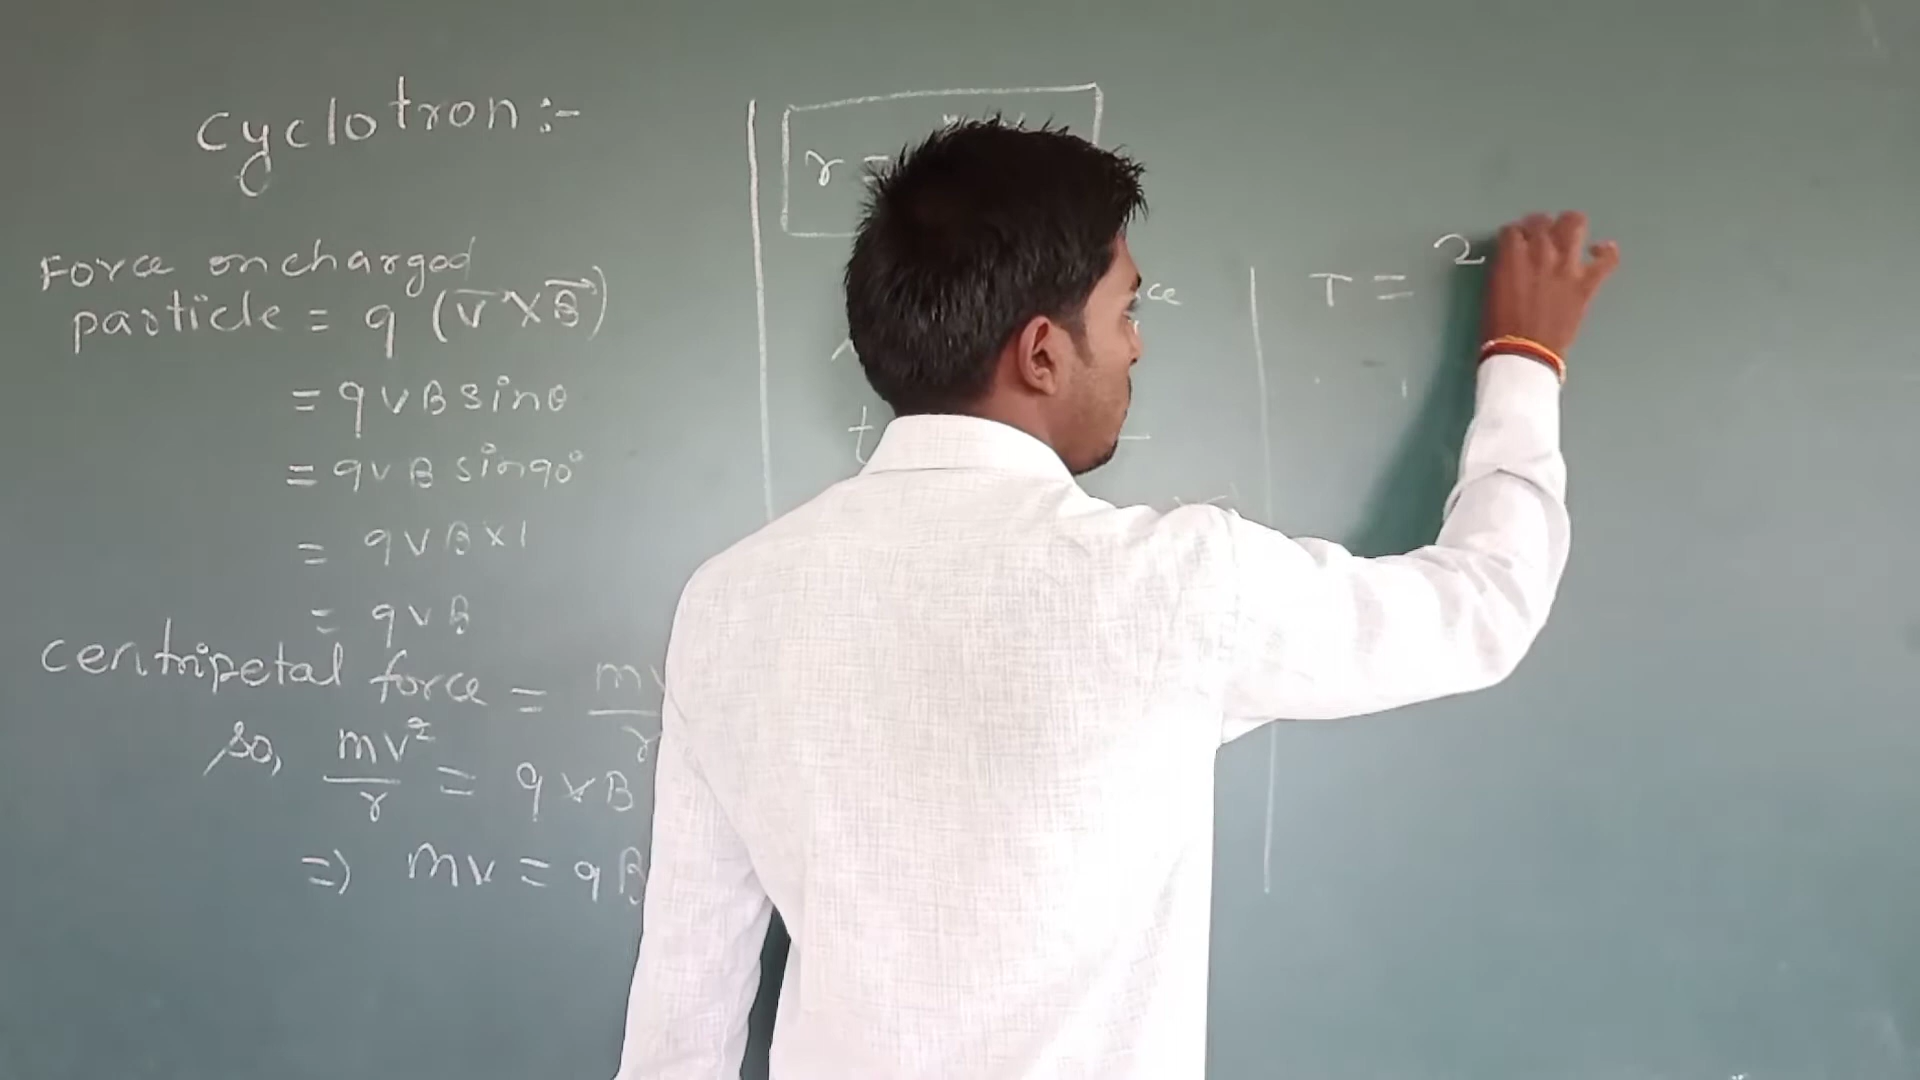 Cyclotron :-
Force on charged
particle = q (v⃗ × B⃗)
= qvB sinθ
= qvB sin90°
= qvB×1
= qvB
centripetal force = mv/r
so, mv²/r = qvB
=> mv = qB
r =
t
T = 2